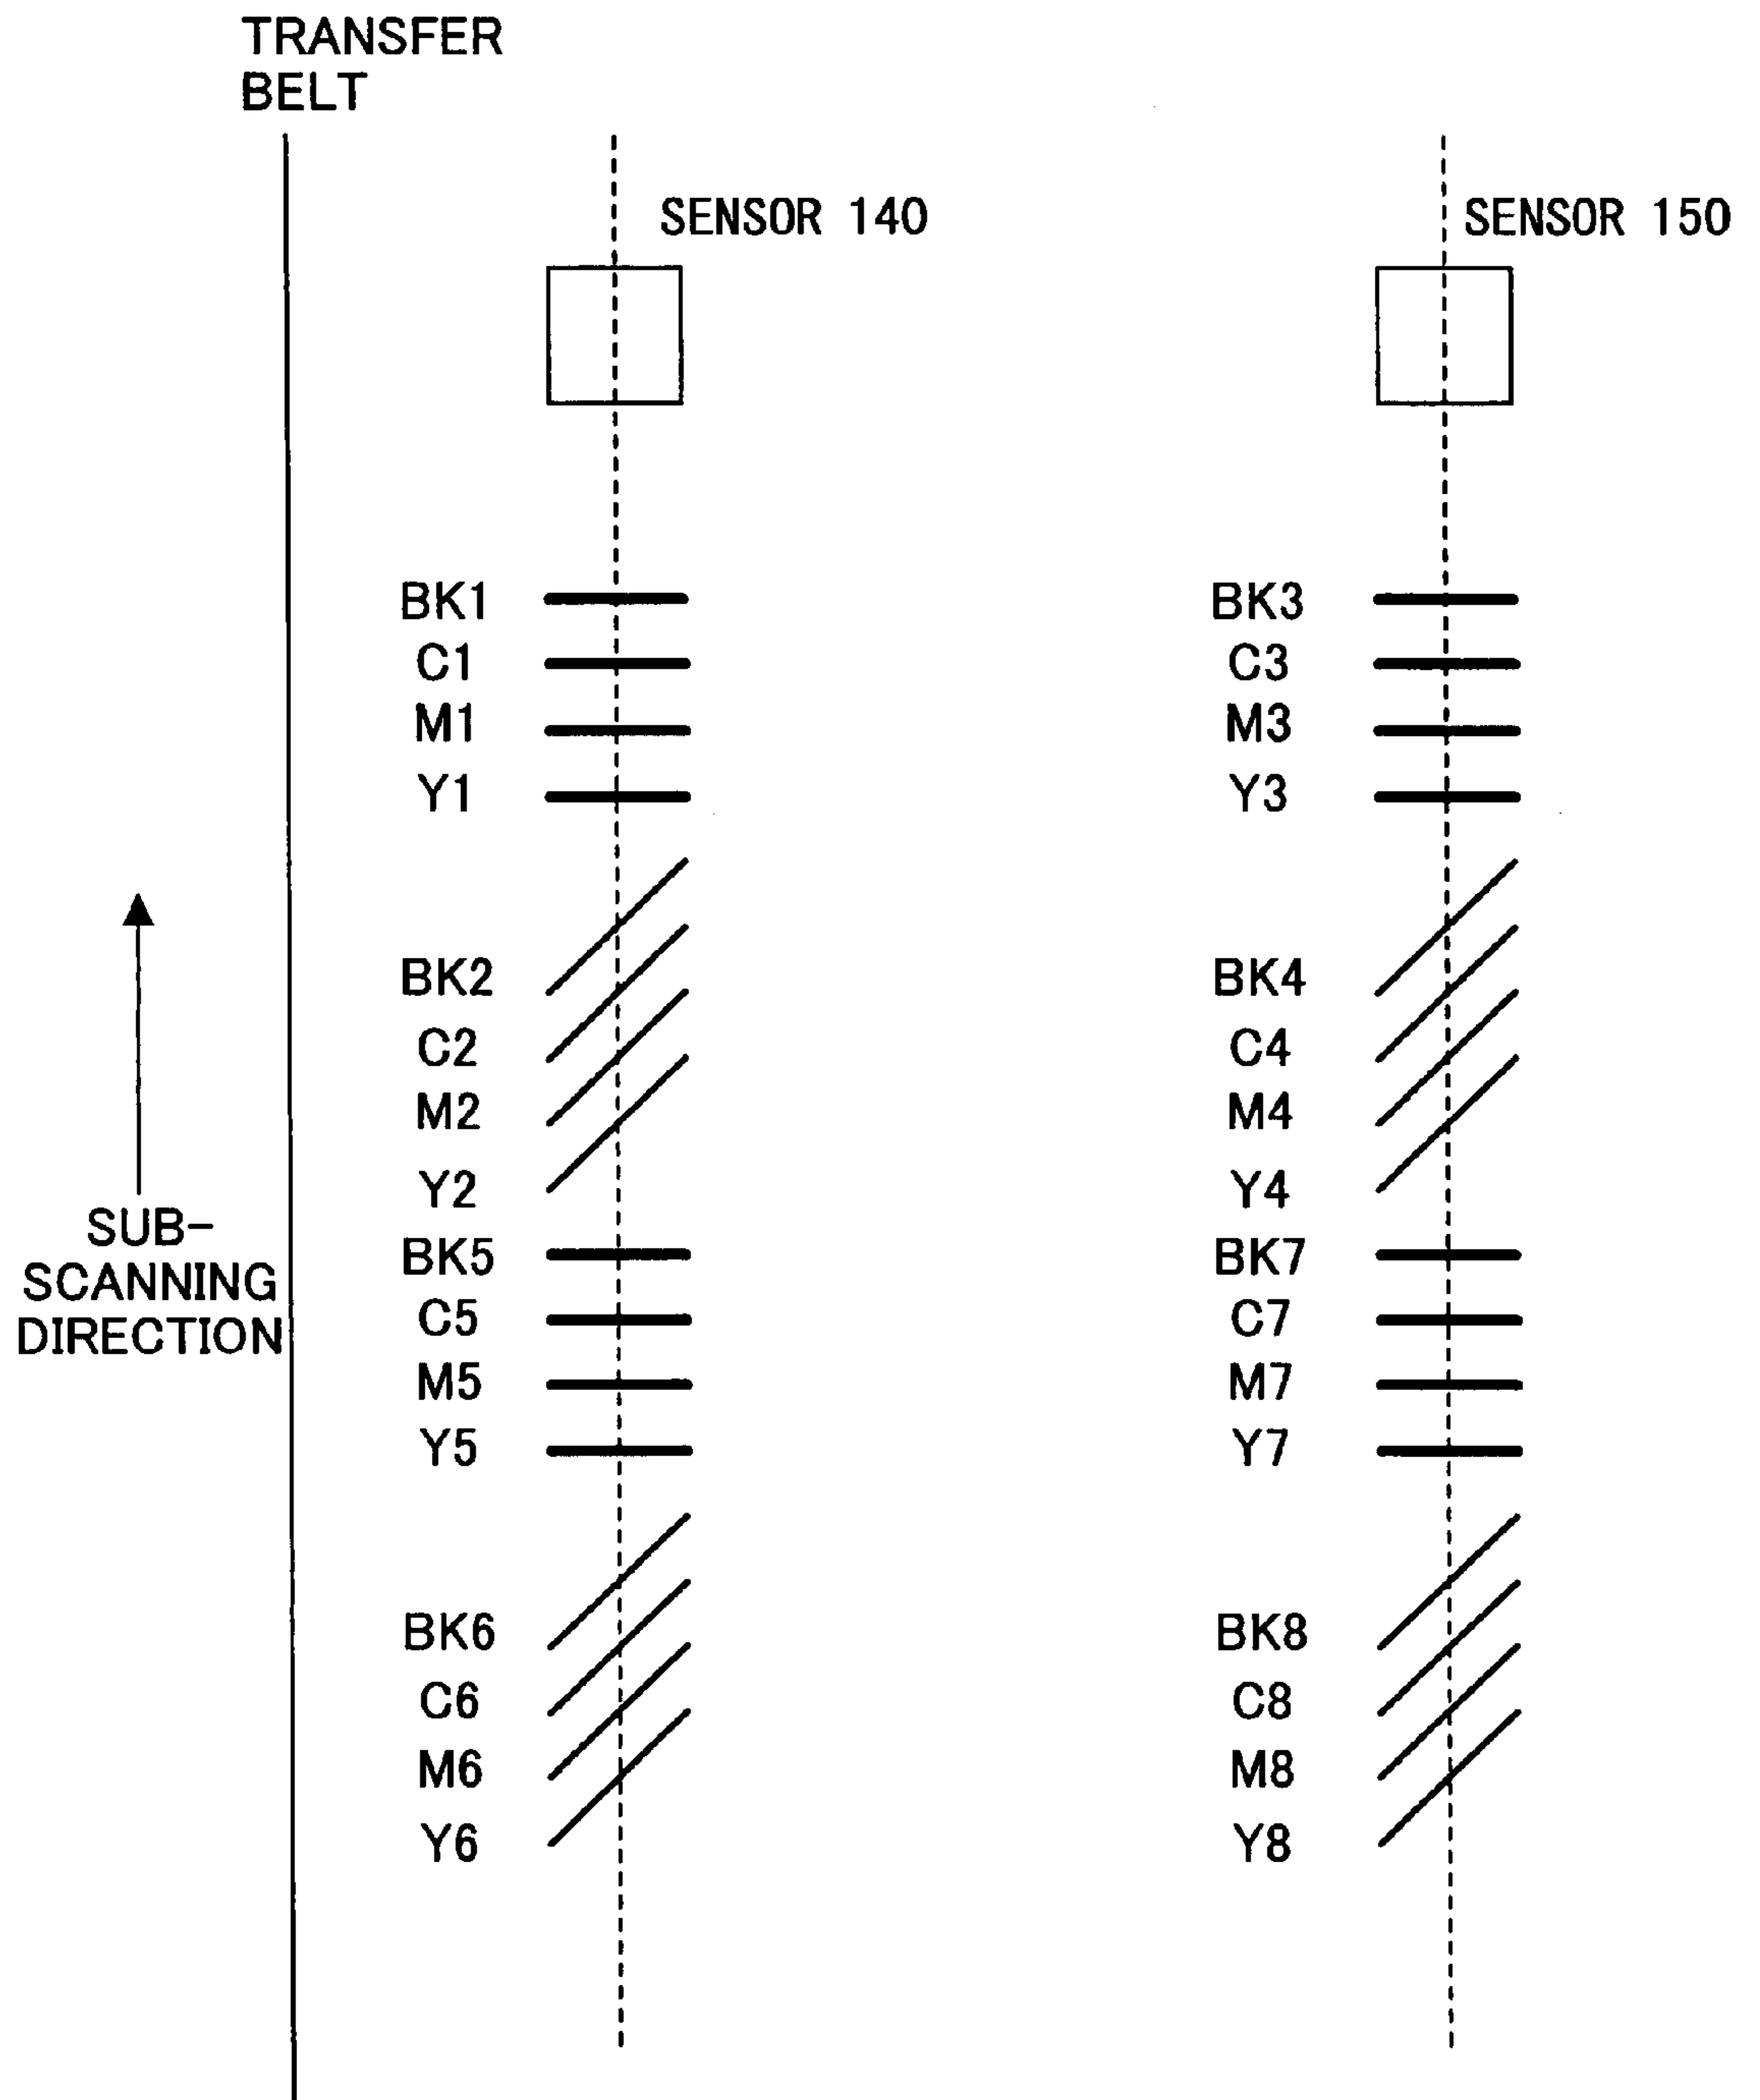 TRANSFER
BELT
SENSOR 140
SENSOR 150
BK1
BK3
C1
C3
M1
M3
Y1
Y3
BK2
BK4
C2
C4
M2
M4
Y2
Y4
SUB-
SCANNING
DIRECTION
BK5
BK7
C5
C7
M5
M7
Y5
Y7
BK6
BK8
C6
C8
M6
M8
Y6
Y8